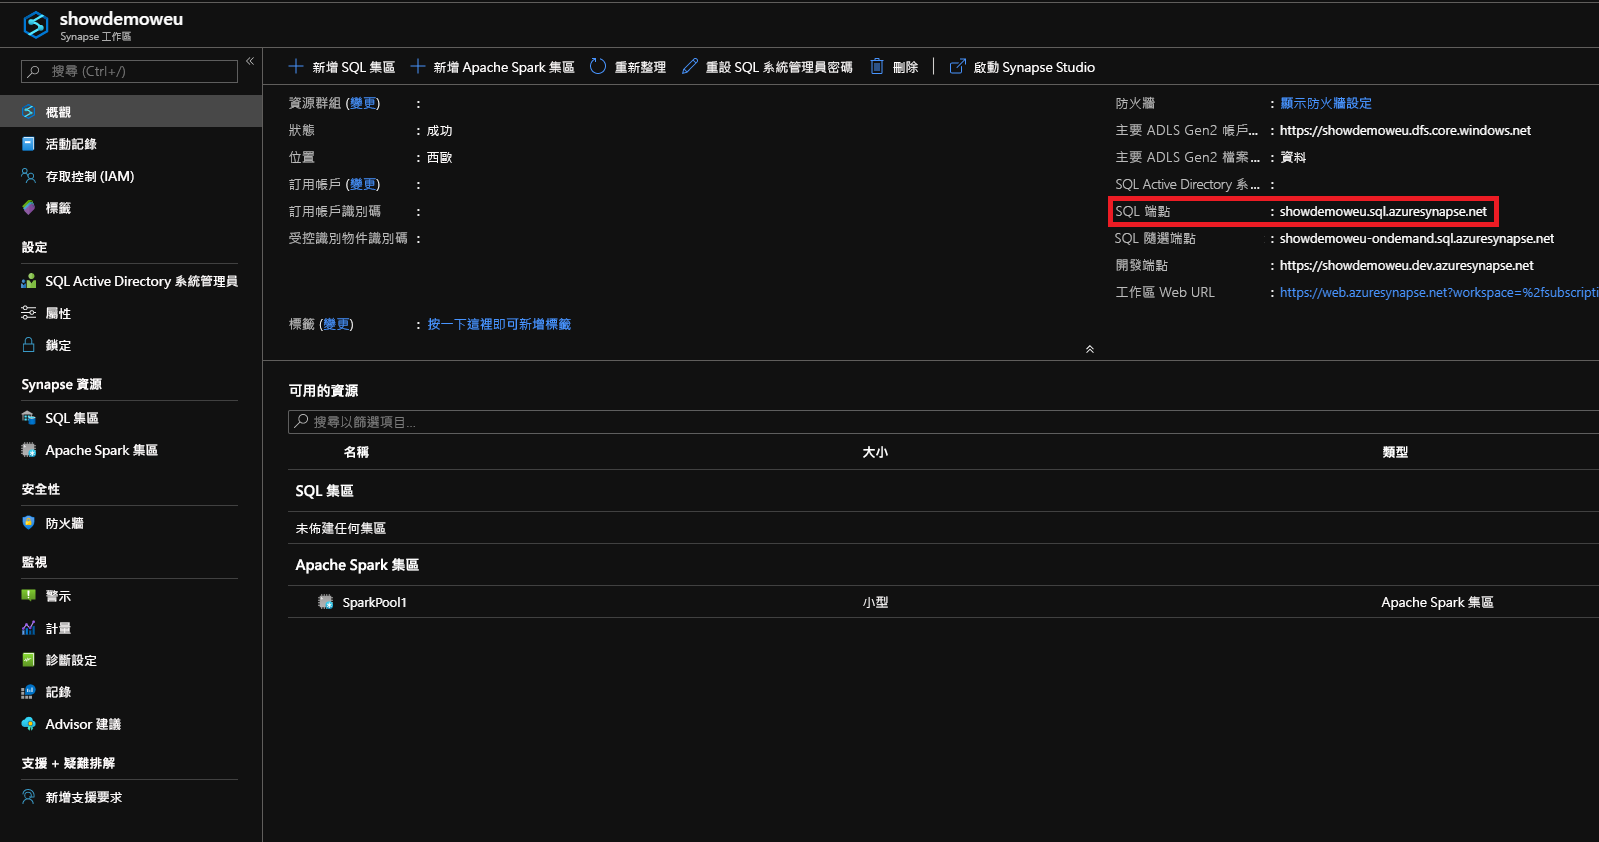 showdemoweu
Synapse 工作區
搜尋 (Ctrl+/)
«
概觀
活動記錄
存取控制 (IAM)
標籤
設定
SQL Active Directory 系統管理員
屬性
鎖定
Synapse 資源
SQL 集區
Apache Spark 集區
安全性
防火牆
監視
警示
計量
診斷設定
記錄
Advisor 建議
支援 + 疑難排解
新增支援要求
新增 SQL 集區 新增 Apache Spark 集區 重新整理 重設 SQL 系統管理員密碼 刪除 啟動 Synapse Studio
資源群組 (變更) :
狀態 : 成功
位置 : 西歐
訂用帳戶 (變更) :
訂用帳戶識別碼 :
受控識別物件識別碼 :
標籤 (變更) : 按一下這裡即可新增標籤
防火牆 : 顯示防火牆設定
主要 ADLS Gen2 帳戶... : https://showdemoweu.dfs.core.windows.net
主要 ADLS Gen2 檔案... : 資料
SQL Active Directory 系... :
SQL 端點 : showdemoweu.sql.azuresynapse.net
SQL 隨選端點 : showdemoweu-ondemand.sql.azuresynapse.net
開發端點 : https://showdemoweu.dev.azuresynapse.net
工作區 Web URL : https://web.azuresynapse.net?workspace=%2fsubscripti
可用的資源
搜尋以篩選項目...
名稱 大小 類型
SQL 集區
未佈建任何集區
Apache Spark 集區
SparkPool1 小型 Apache Spark 集區